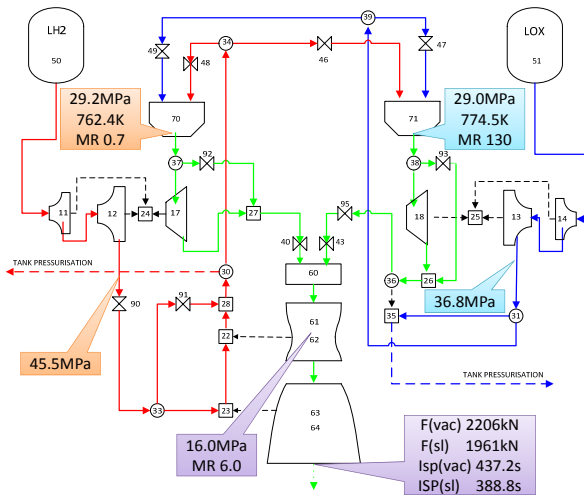 39
LH2
50
LOX
51
34
49
48
46
47
29.2MPa
762.4K
MR 0.7
70
71
29.0MPa
774.5K
MR 130
37
92
38
93
11
12
24
17
27
95
18
25
13
14
40
43
30
60
36
26
TANK PRESSURISATION
36.8MPa
90
91
28
35
31
61
22
62
45.5MPa
TANK PRESSURISATION
33
23
63
64
16.0MPa
MR 6.0
F(vac) 2206kN
F(sl) 1961kN
Isp(vac) 437.2s
ISP(sl) 388.8s